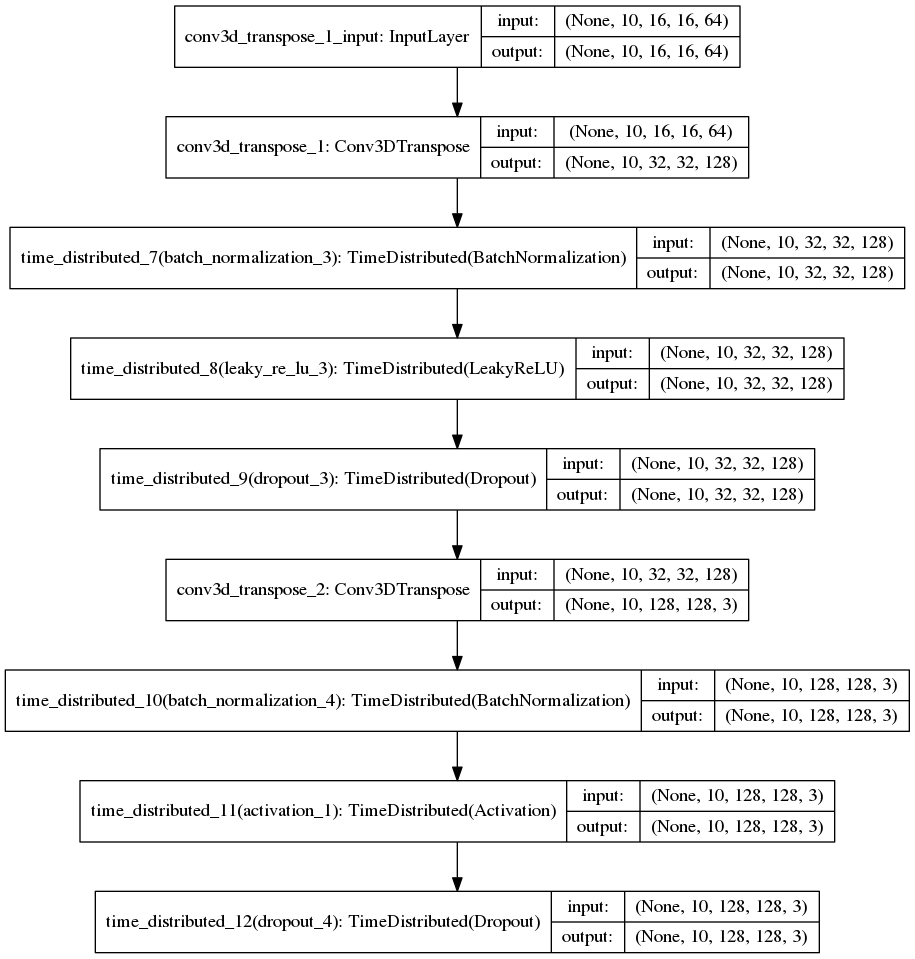 conv3d_transpose_1_input: InputLayer
input: (None, 10, 16, 16, 64)
output: (None, 10, 16, 16, 64)
conv3d_transpose_1: Conv3DTranspose
input: (None, 10, 16, 16, 64)
output: (None, 10, 32, 32, 128)
time_distributed_7(batch_normalization_3): TimeDistributed(BatchNormalization)
input: (None, 10, 32, 32, 128)
output: (None, 10, 32, 32, 128)
time_distributed_8(leaky_re_lu_3): TimeDistributed(LeakyReLU)
input: (None, 10, 32, 32, 128)
output: (None, 10, 32, 32, 128)
time_distributed_9(dropout_3): TimeDistributed(Dropout)
input: (None, 10, 32, 32, 128)
output: (None, 10, 32, 32, 128)
conv3d_transpose_2: Conv3DTranspose
input: (None, 10, 32, 32, 128)
output: (None, 10, 128, 128, 3)
time_distributed_10(batch_normalization_4): TimeDistributed(BatchNormalization)
input: (None, 10, 128, 128, 3)
output: (None, 10, 128, 128, 3)
time_distributed_11(activation_1): TimeDistributed(Activation)
input: (None, 10, 128, 128, 3)
output: (None, 10, 128, 128, 3)
time_distributed_12(dropout_4): TimeDistributed(Dropout)
input: (None, 10, 128, 128, 3)
output: (None, 10, 128, 128, 3)